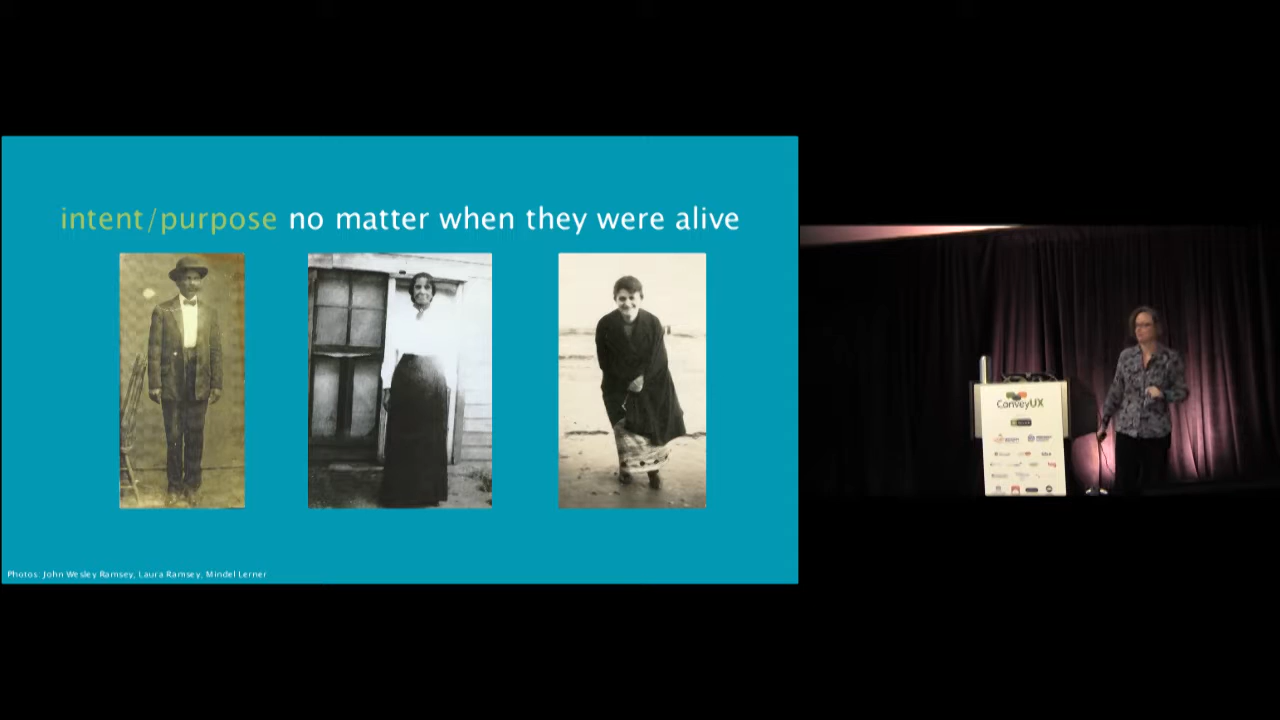 intent/purpose no matter when they were alive
Photos: John Wesley Ramsey, Laura Ramsey, Mindel Lerner
ConveyUX